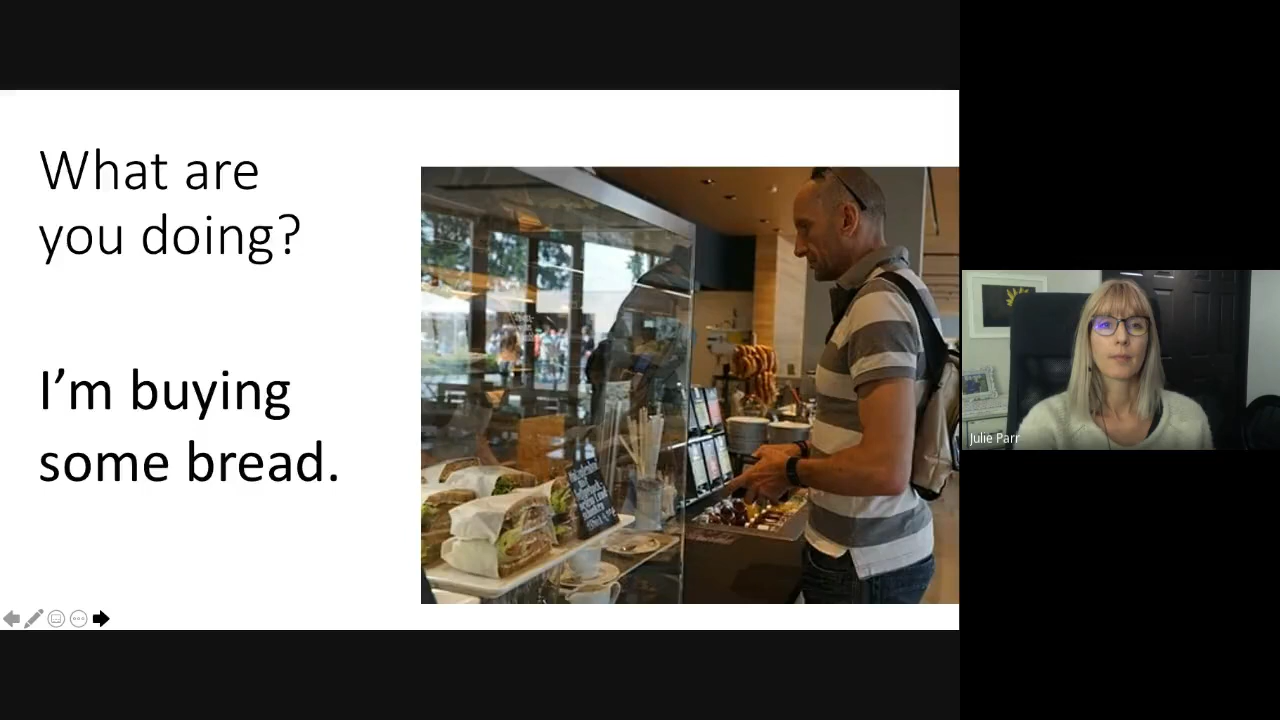 What are
you doing?
I'm buying
some bread.
Julie Parr